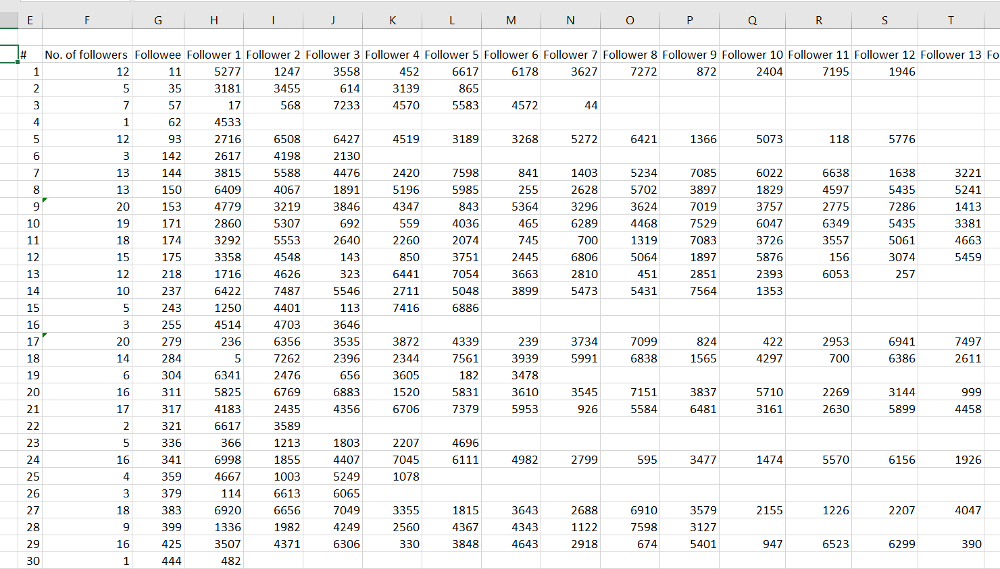 E F G H I J K L M N O P Q R S T
# No. of followers Followee Follower 1 Follower 2 Follower 3 Follower 4 Follower 5 Follower 6 Follower 7 Follower 8 Follower 9 Follower 10 Follower 11 Follower 12 Follower 13 Fo
1 12 11 5277 1247 3558 452 6617 6178 3627 7272 872 2404 7195 1946
2 5 35 3181 3455 614 3139 865
3 7 57 17 568 7233 4570 5583 4572 44
4 1 62 4533
5 12 93 2716 6508 6427 4519 3189 3268 5272 6421 1366 5073 118 5776
6 3 142 2617 4198 2130
7 13 144 3815 5588 4476 2420 7598 841 1403 5234 7085 6022 6638 1638 3221
8 13 150 6409 4067 1891 5196 5985 255 2628 5702 3897 1829 4597 5435 5241
9 20 153 4779 3219 3846 4347 843 5364 3296 3624 7019 3757 2775 7286 1413
10 19 171 2860 5307 692 559 4036 465 6289 4468 7529 6047 6349 5435 3381
11 18 174 3292 5553 2640 2260 2074 745 700 1319 7083 3726 3557 5061 4663
12 15 175 3358 4548 143 850 3751 2445 6806 5064 1897 5876 156 3074 5459
13 12 218 1716 4626 323 6441 7054 3663 2810 451 2851 2393 6053 257
14 10 237 6422 7487 5546 2711 5048 3899 5473 5431 7564 1353
15 5 243 1250 4401 113 7416 6886
16 3 255 4514 4703 3646
17 20 279 236 6356 3535 3872 4339 239 3734 7099 824 422 2953 6941 7497
18 14 284 5 7262 2396 2344 7561 3939 5991 6838 1565 4297 700 6386 2611
19 6 304 6341 2476 656 3605 182 3478
20 16 311 5825 6769 6883 1520 5831 3610 3545 7151 3837 5710 2269 3144 999
21 17 317 4183 2435 4356 6706 7379 5953 926 5584 6481 3161 2630 5899 4458
22 2 321 6617 3589
23 5 336 366 1213 1803 2207 4696
24 16 341 6998 1855 4407 7045 6111 4982 2799 595 3477 1474 5570 6156 1926
25 4 359 4667 1003 5249 1078
26 3 379 114 6613 6065
27 18 383 6920 6656 7049 3355 1815 3643 2688 6910 3579 2155 1226 2207 4047
28 9 399 1336 1982 4249 2560 4367 4343 1122 7598 3127
29 16 425 3507 4371 6306 330 3848 4643 2918 674 5401 947 6523 6299 390
30 1 444 482